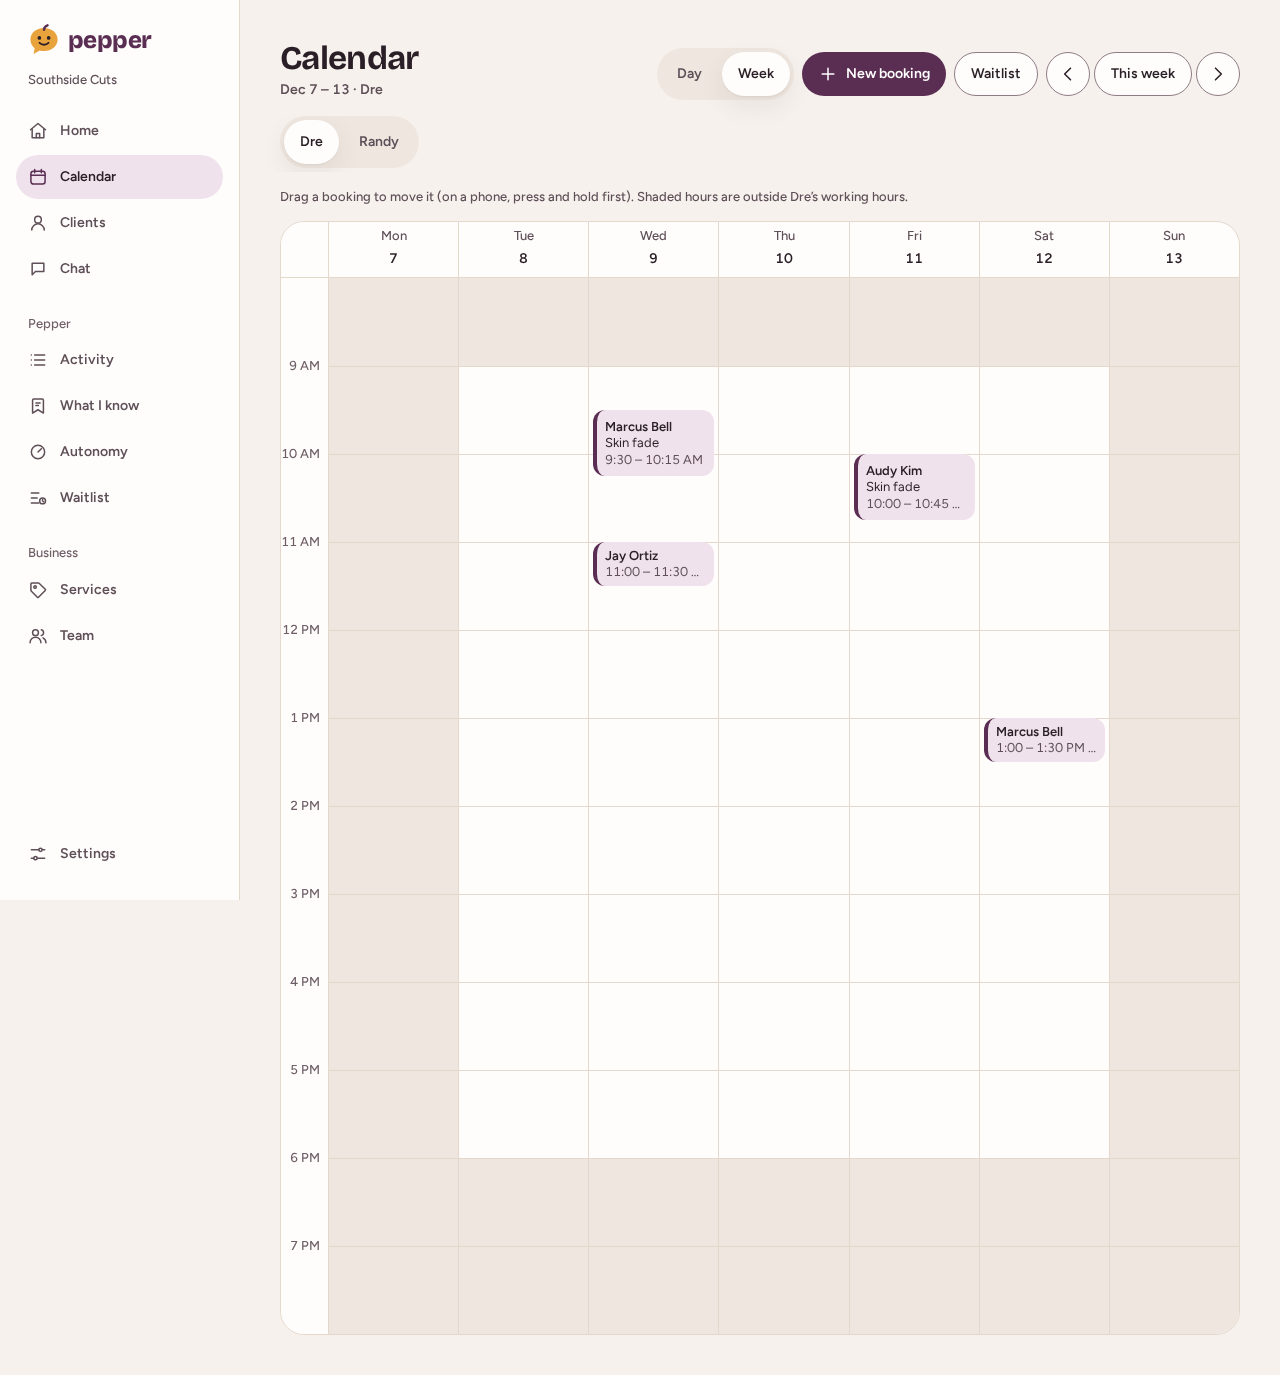 pepper
Southside Cuts
Home
Calendar
Clients
Chat
Pepper
Activity
What I know
Autonomy
Waitlist
Business
Services
Team
Settings
Calendar
Dec 7 – 13 · Dre
Day
Week
New booking
Waitlist
This week
Dre
Randy
Drag a booking to move it (on a phone, press and hold first). Shaded hours are outside Dre’s working hours.
Mon
7
Tue
8
Wed
9
Thu
10
Fri
11
Sat
12
Sun
13
9 AM
10 AM
11 AM
12 PM
1 PM
2 PM
3 PM
4 PM
5 PM
6 PM
7 PM
Marcus Bell
Skin fade
9:30 – 10:15 AM
Jay Ortiz
11:00 – 11:30 ...
Audy Kim
Skin fade
10:00 – 10:45 ...
Marcus Bell
1:00 – 1:30 PM ...